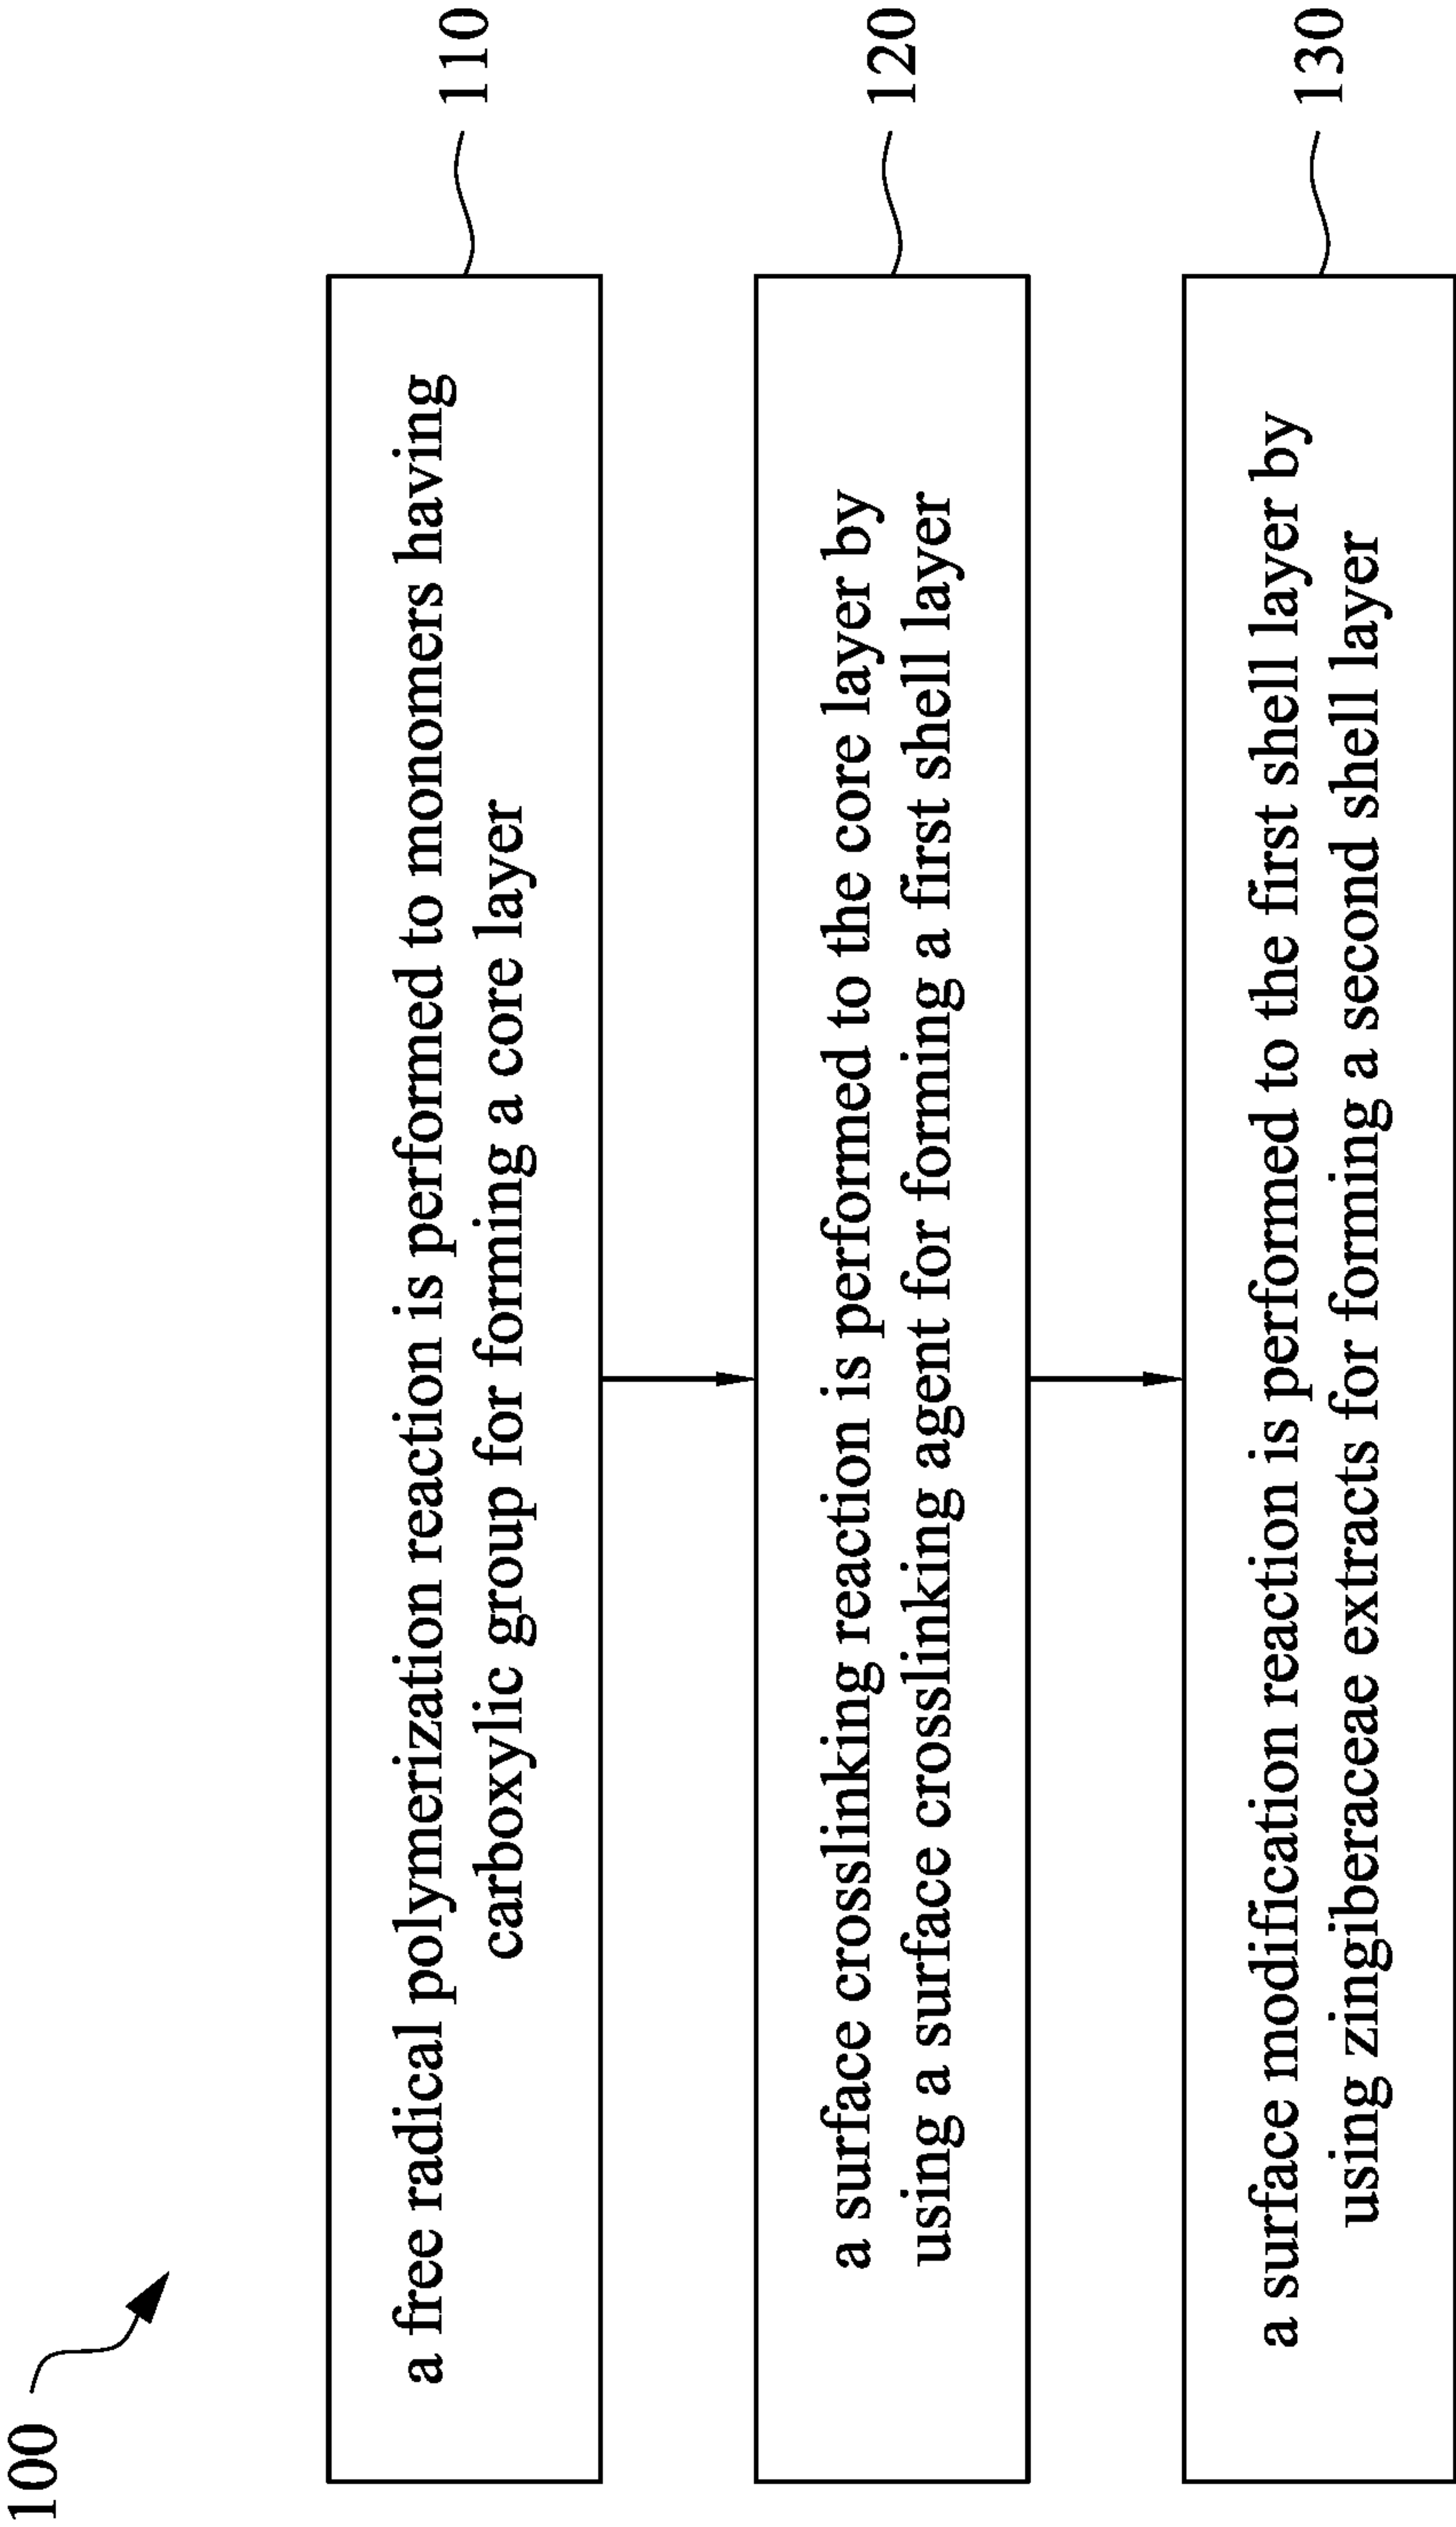 100
a free radical polymerization reaction is performed to monomers having
carboxylic group for forming a core layer
110
a surface crosslinking reaction is performed to the core layer by
using a surface crosslinking agent for forming a first shell layer
120
a surface modification reaction is performed to the first shell layer by
using zingiberaceae extracts for forming a second shell layer
130